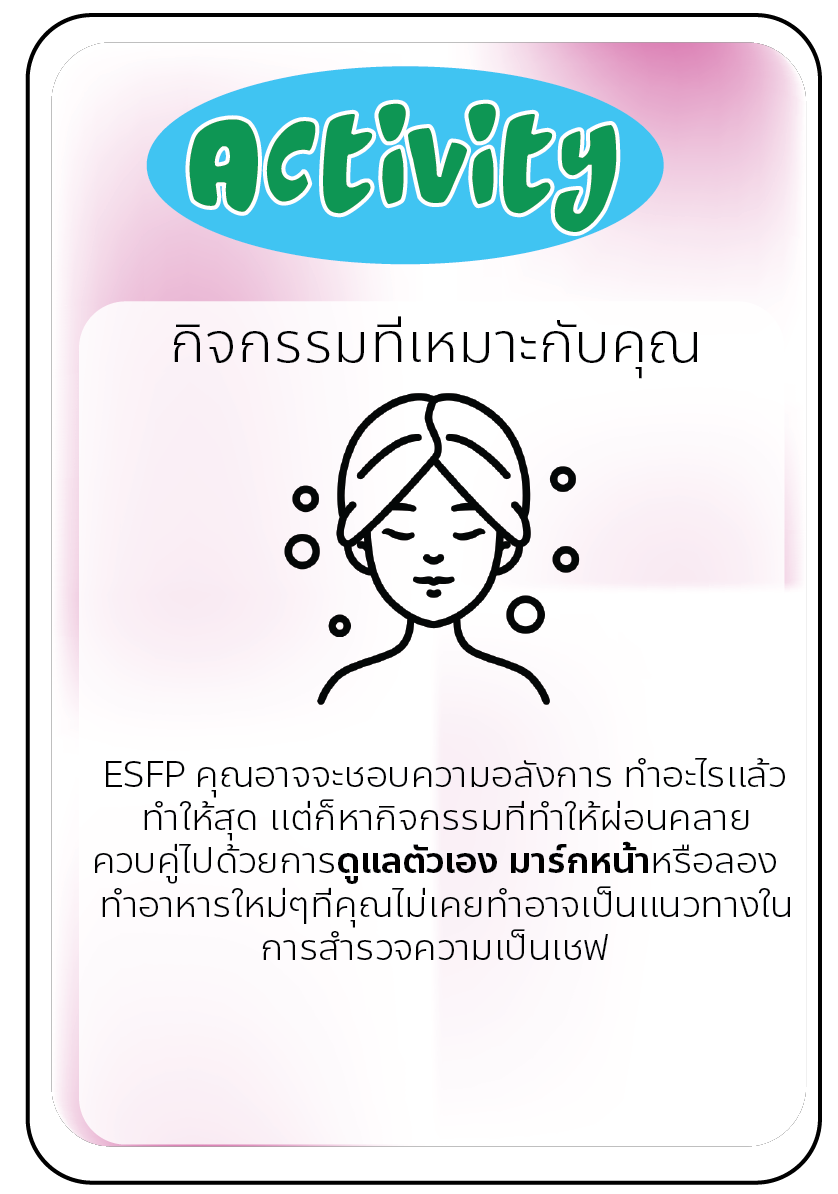 Activity
กิจกรรมที่เหมาะกับคุณ
ESFP คุณอาจจะชอบความอลังการ ทำอะไรแล้ว
ทำให้สุด แต่ก็หากิจกรรมที่ทำให้ผ่อนคลาย
ควบคู่ไปด้วยการดูแลตัวเอง มาร์กหน้าหรือลอง
ทำอาหารใหม่ๆที่คุณไม่เคยทำอาจเป็นแนวทางใน
การสำรวจความเป็นเชฟ